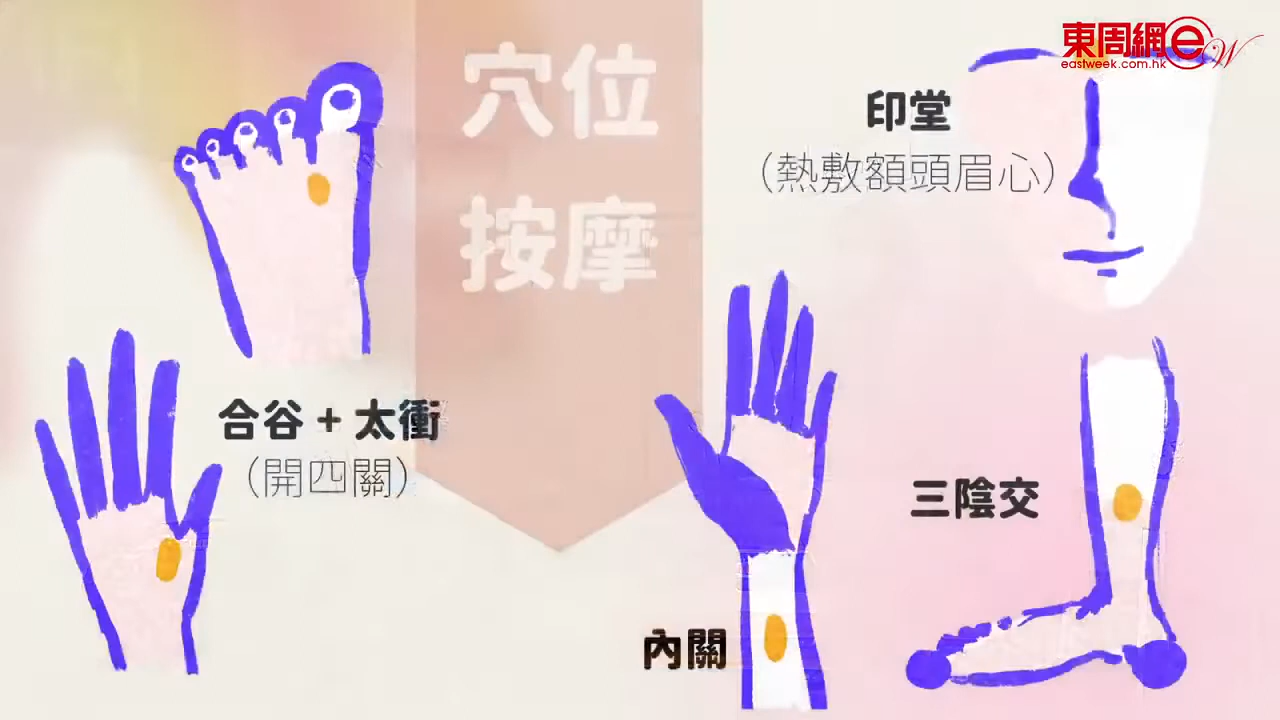 穴位
按摩
東周網
eastweek.com.hk
印堂
（熱敷額頭眉心）
合谷 + 太衝
（開四關）
三陰交
內關